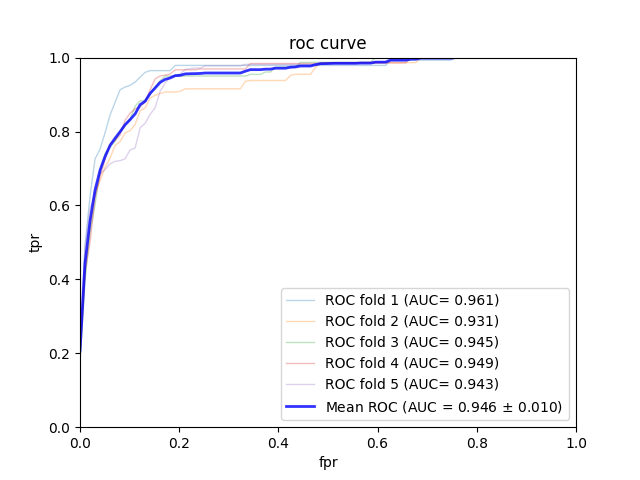 roc curve
1.0
0.8
0.6
0.4
0.2
0.0
tpr
ROC fold 1 (AUC= 0.961)
ROC fold 2 (AUC= 0.931)
ROC fold 3 (AUC= 0.945)
ROC fold 4 (AUC= 0.949)
ROC fold 5 (AUC= 0.943)
Mean ROC (AUC = 0.946 ± 0.010)
0.0 0.2 0.4 0.6 0.8 1.0
fpr